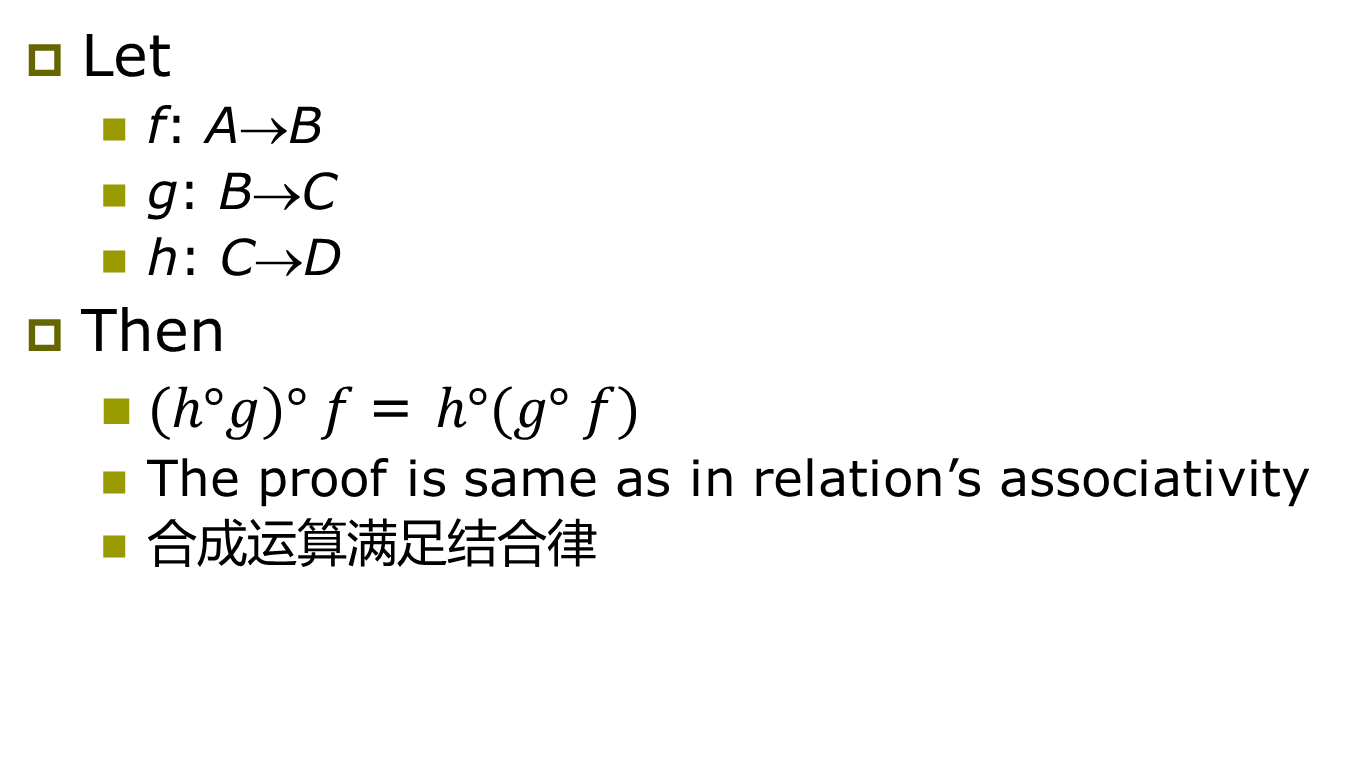 Let
f: A→B
g: B→C
h: C→D
Then
(h°g)° f = h°(g° f)
The proof is same as in relation’s associativity
合成运算满足结合律